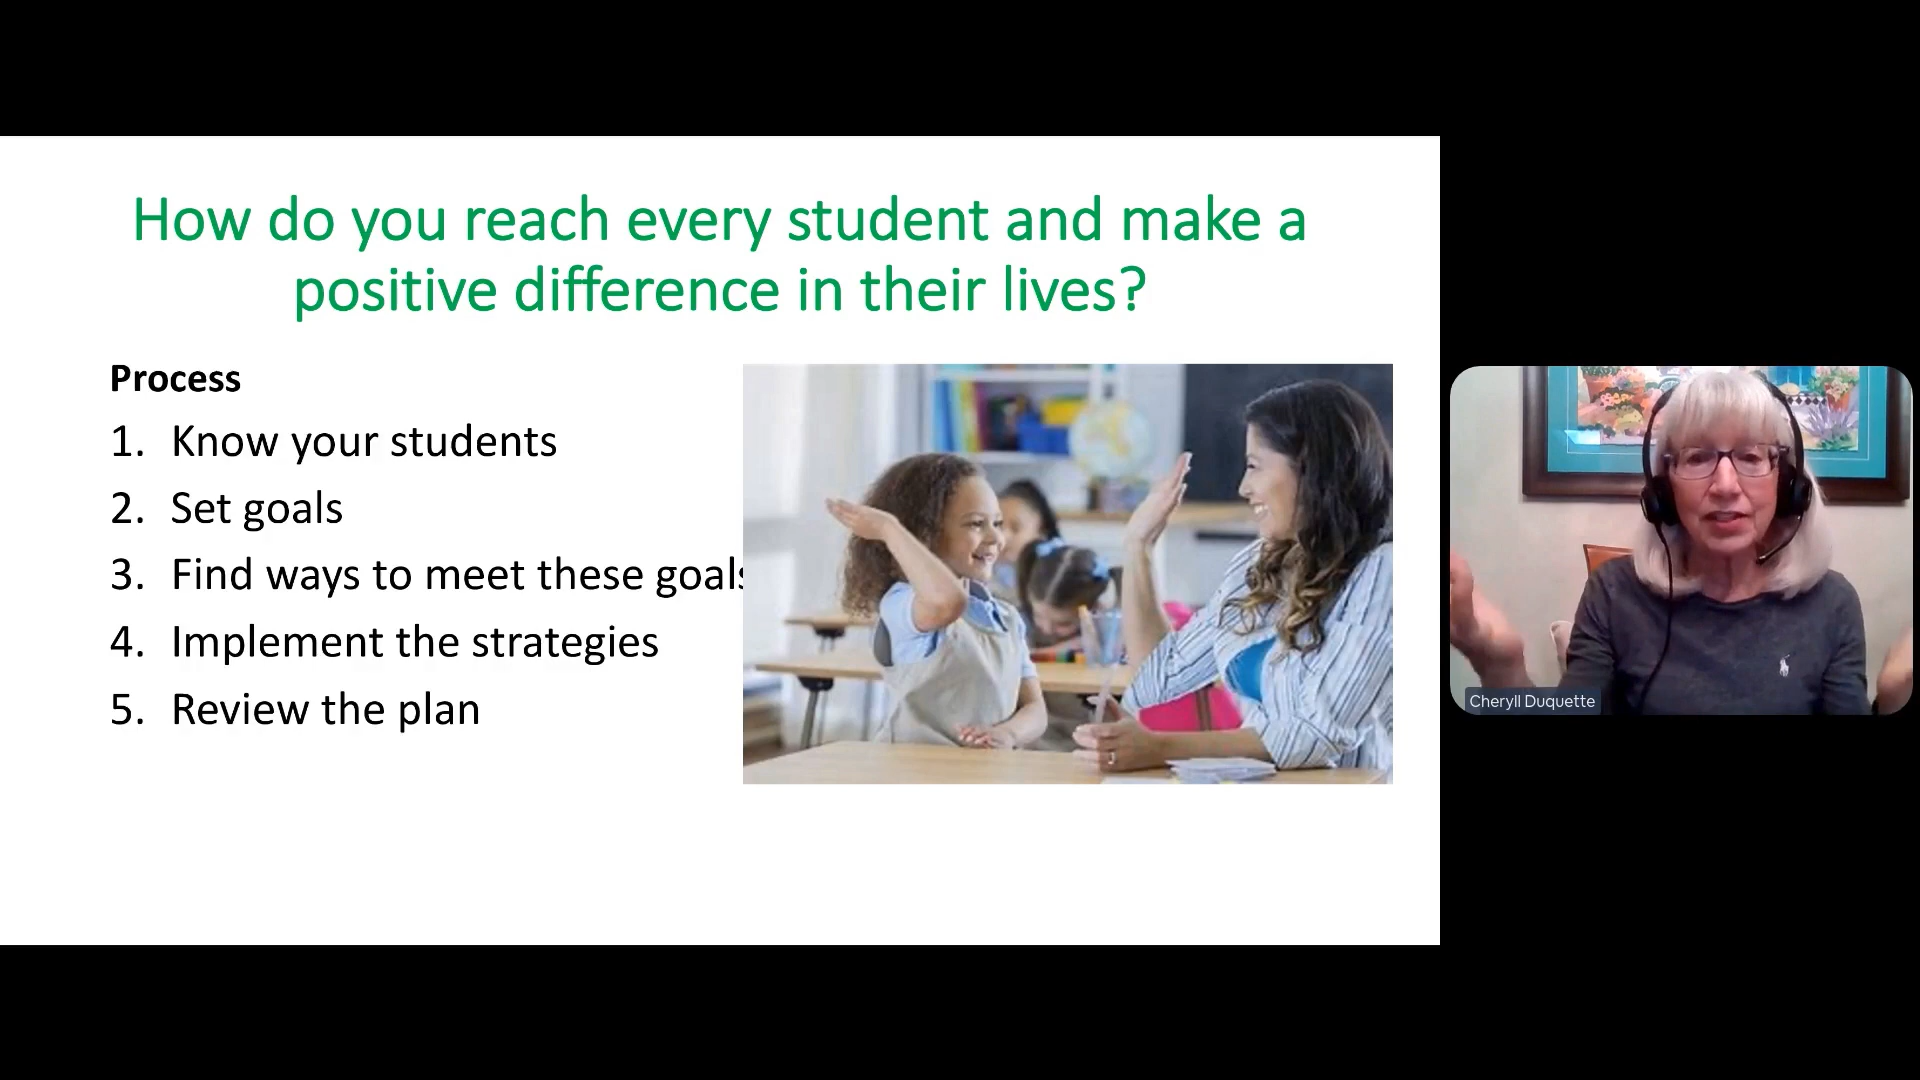 How do you reach every student and make a
positive difference in their lives?
Process
1. Know your students
2. Set goals
3. Find ways to meet these goals
4. Implement the strategies
5. Review the plan
Cheryll Duquette